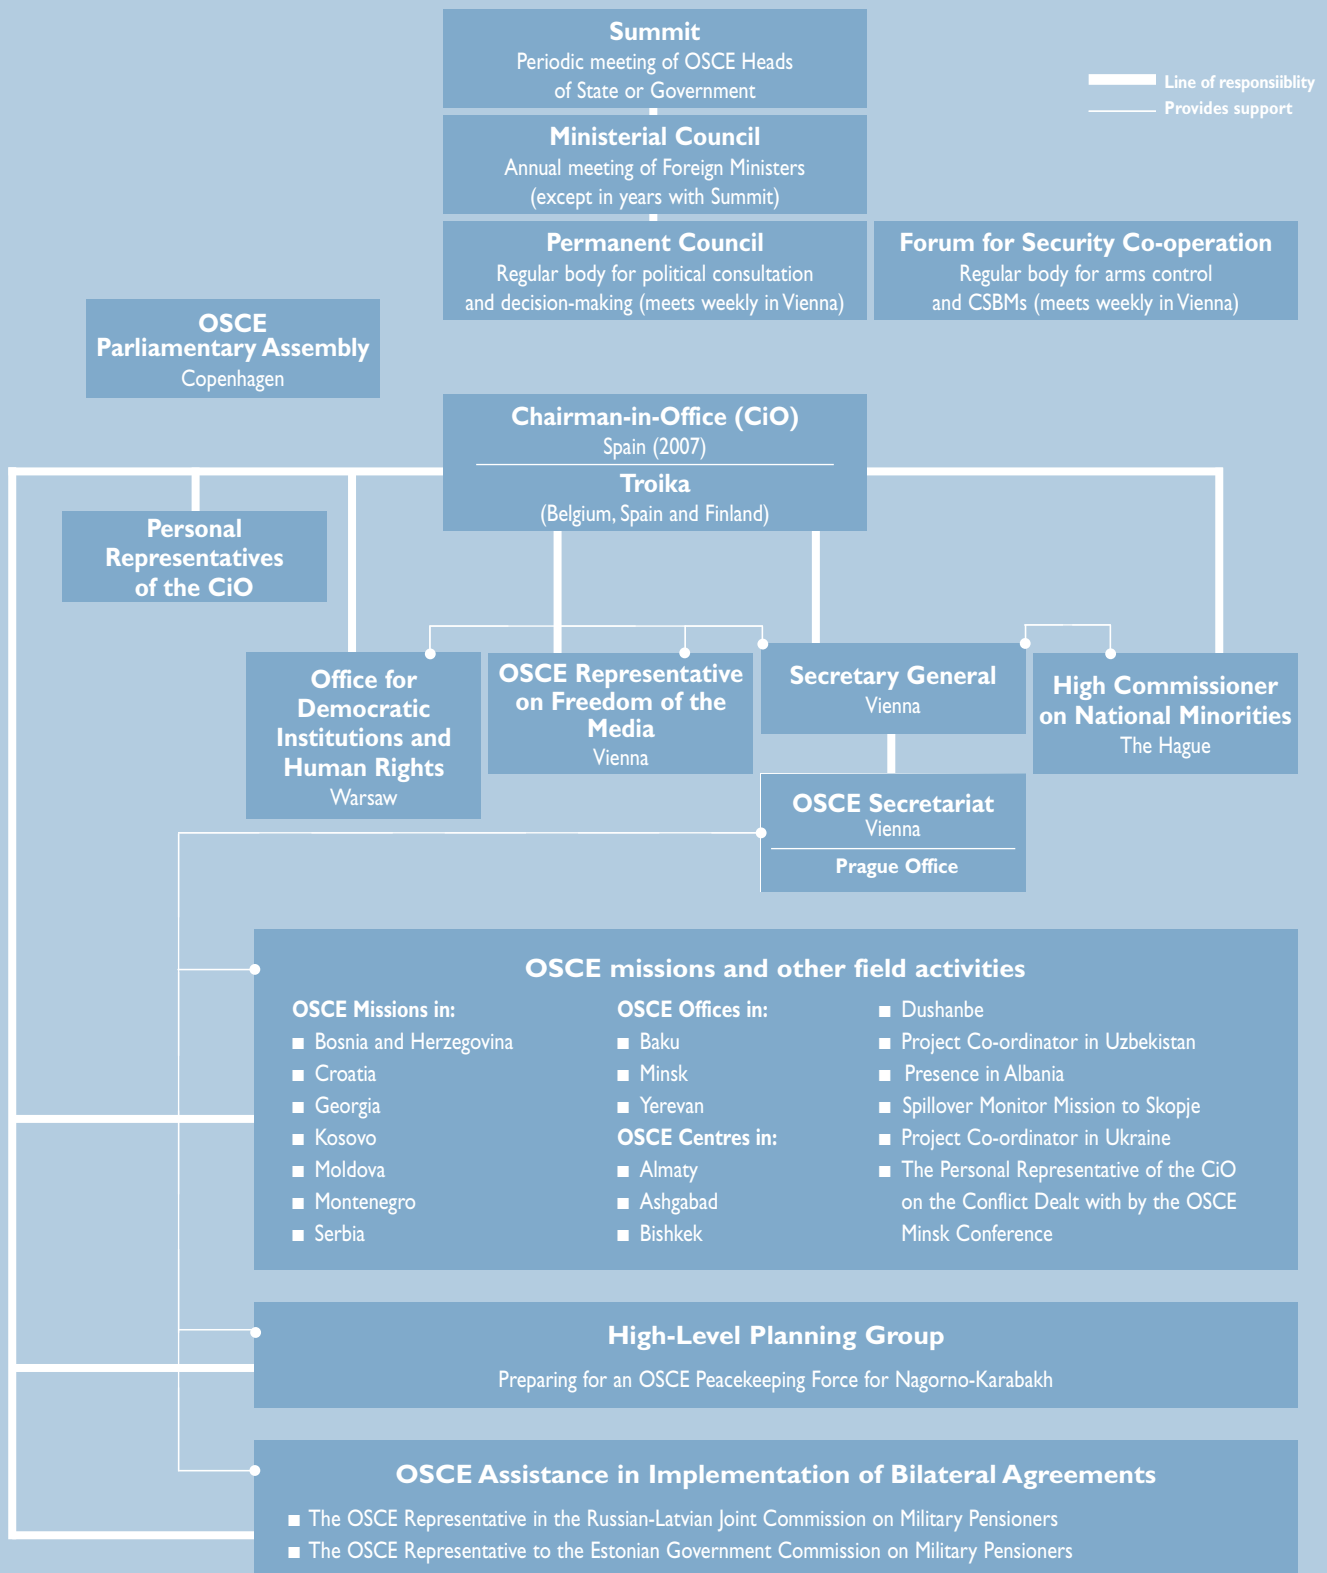 Summit
Periodic meeting of OSCE Heads
of State or Government
Line of responsiiblity
Provides support
Ministerial Council
Annual meeting of Foreign Ministers
(except in years with Summit)
Permanent Council
Regular body for political consultation
and decision-making (meets weekly in Vienna)
Forum for Security Co-operation
Regular body for arms control
and CSBMs (meets weekly in Vienna)
OSCE
Parliamentary Assembly
Copenhagen
Chairman-in-Office (CiO)
Spain (2007)
Troika
(Belgium, Spain and Finland)
Personal
Representatives
of the CiO
Office for
Democratic
Institutions and
Human Rights
Warsaw
OSCE Representative
on Freedom of the
Media
Vienna
Secretary General
Vienna
High Commissioner
on National Minorities
The Hague
OSCE Secretariat
Vienna
Prague Office
OSCE missions and other field activities
OSCE Missions in:
■ Bosnia and Herzegovina
■ Croatia
■ Georgia
■ Kosovo
■ Moldova
■ Montenegro
■ Serbia
OSCE Offices in:
■ Baku
■ Minsk
■ Yerevan
OSCE Centres in:
■ Almaty
■ Ashgabad
■ Bishkek
■ Dushanbe
■ Project Co-ordinator in Uzbekistan
■ Presence in Albania
■ Spillover Monitor Mission to Skopje
■ Project Co-ordinator in Ukraine
■ The Personal Representative of the CiO
on the Conflict Dealt with by the OSCE
Minsk Conference
High-Level Planning Group
Preparing for an OSCE Peacekeeping Force for Nagorno-Karabakh
OSCE Assistance in Implementation of Bilateral Agreements
■ The OSCE Representative in the Russian-Latvian Joint Commission on Military Pensioners
■ The OSCE Representative to the Estonian Government Commission on Military Pensioners